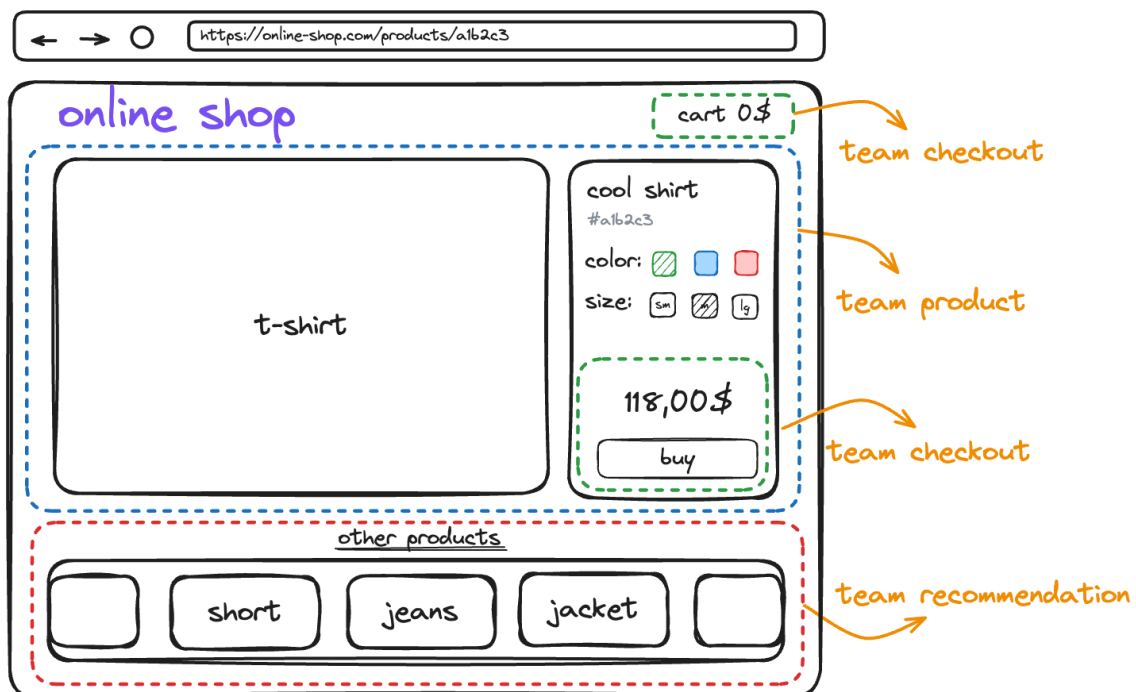 https://online-shop.com/products/a1b2c3
online shop
cart 0$
team checkout
cool shirt
#a1b2c3
color:
size: sm m lg
t-shirt
team product
118,00$
buy
team checkout
other products
short jeans jacket
team recommendation